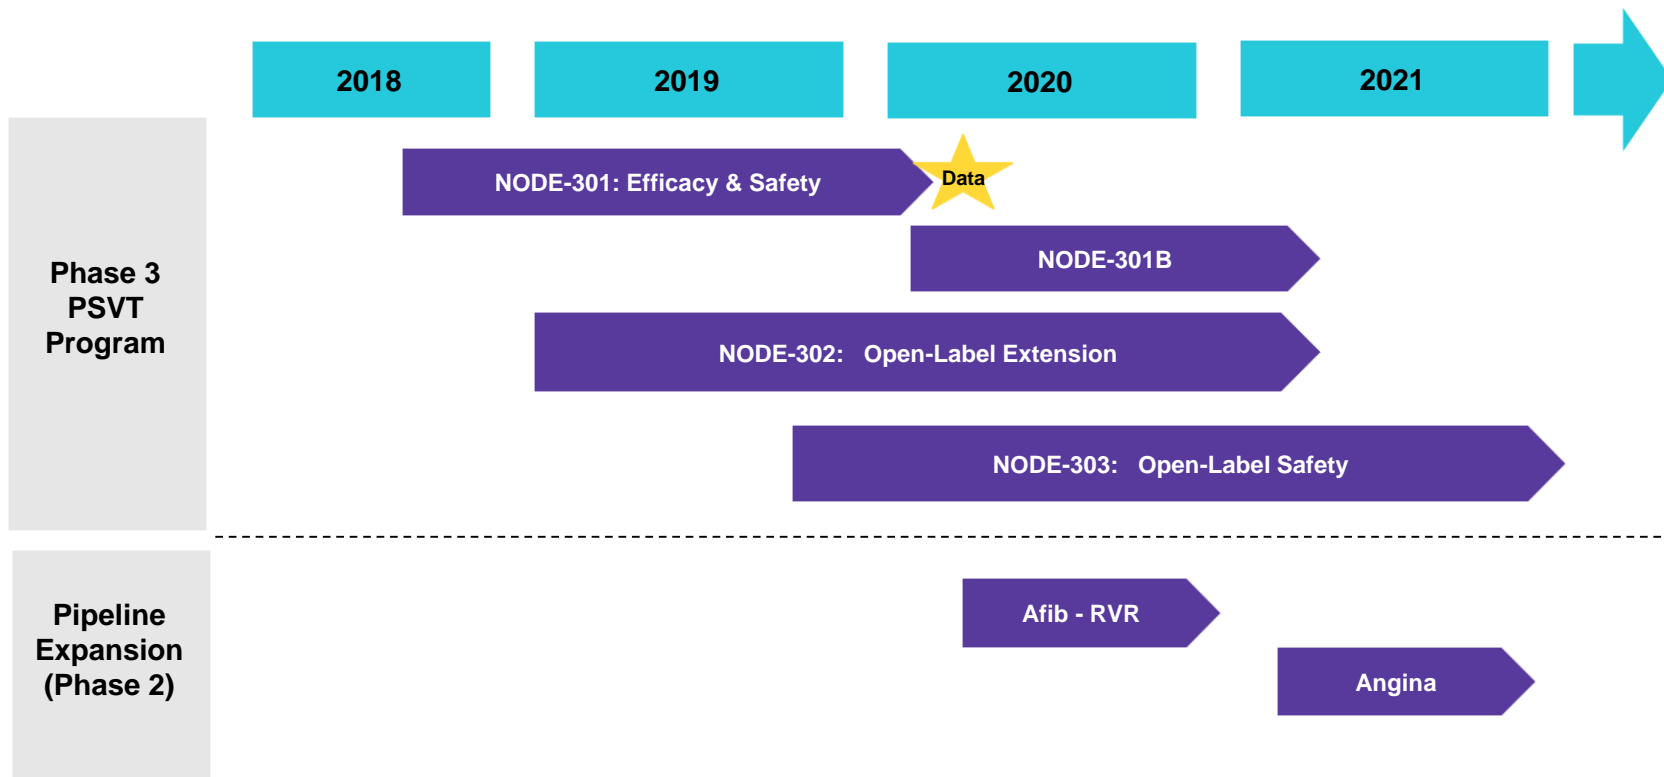 2018
2019
2020
2021
Phase 3
PSVT
Program
NODE-301: Efficacy & Safety
Data
NODE-301B
NODE-302:   Open-Label Extension
NODE-303:   Open-Label Safety
Pipeline
Expansion
(Phase 2)
Afib - RVR
Angina